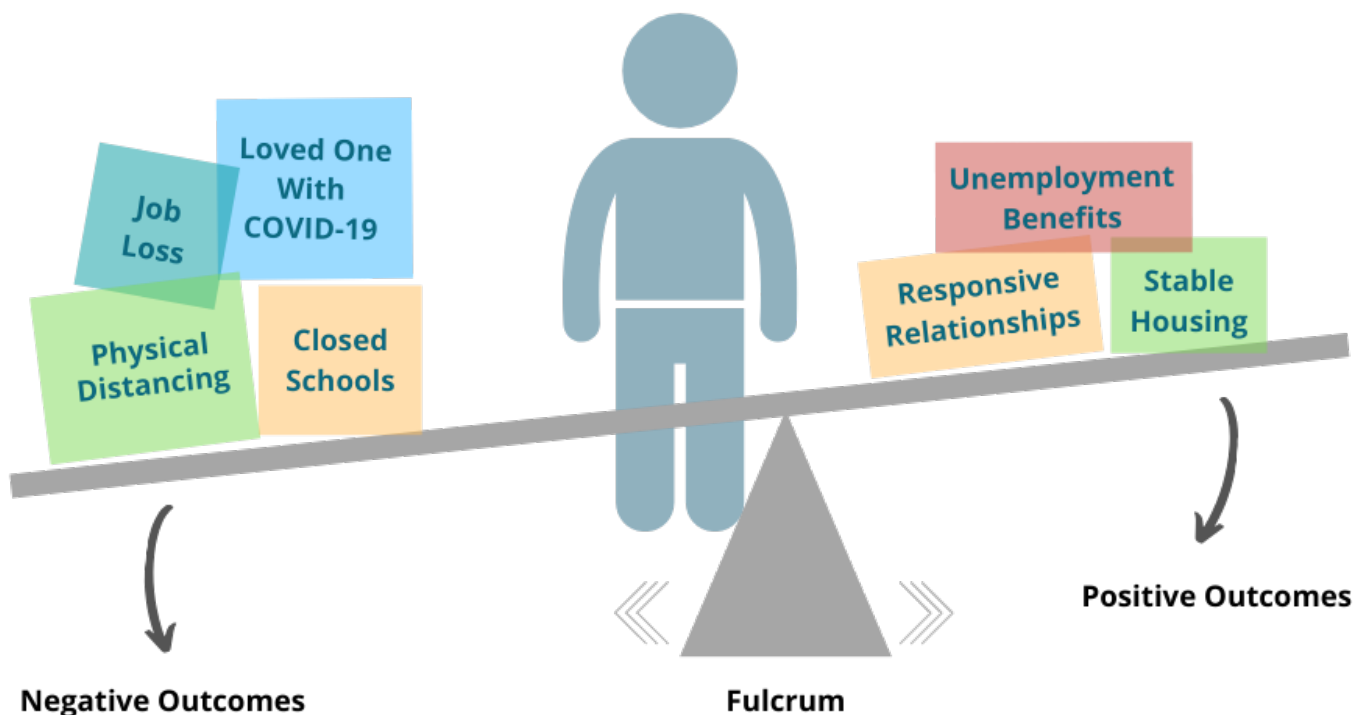 Loved One
With
COVID-19
Job
Loss
Physical
Distancing
Closed
Schools
Unemployment
Benefits
Responsive
Relationships
Stable
Housing
Positive Outcomes
Negative Outcomes
Fulcrum